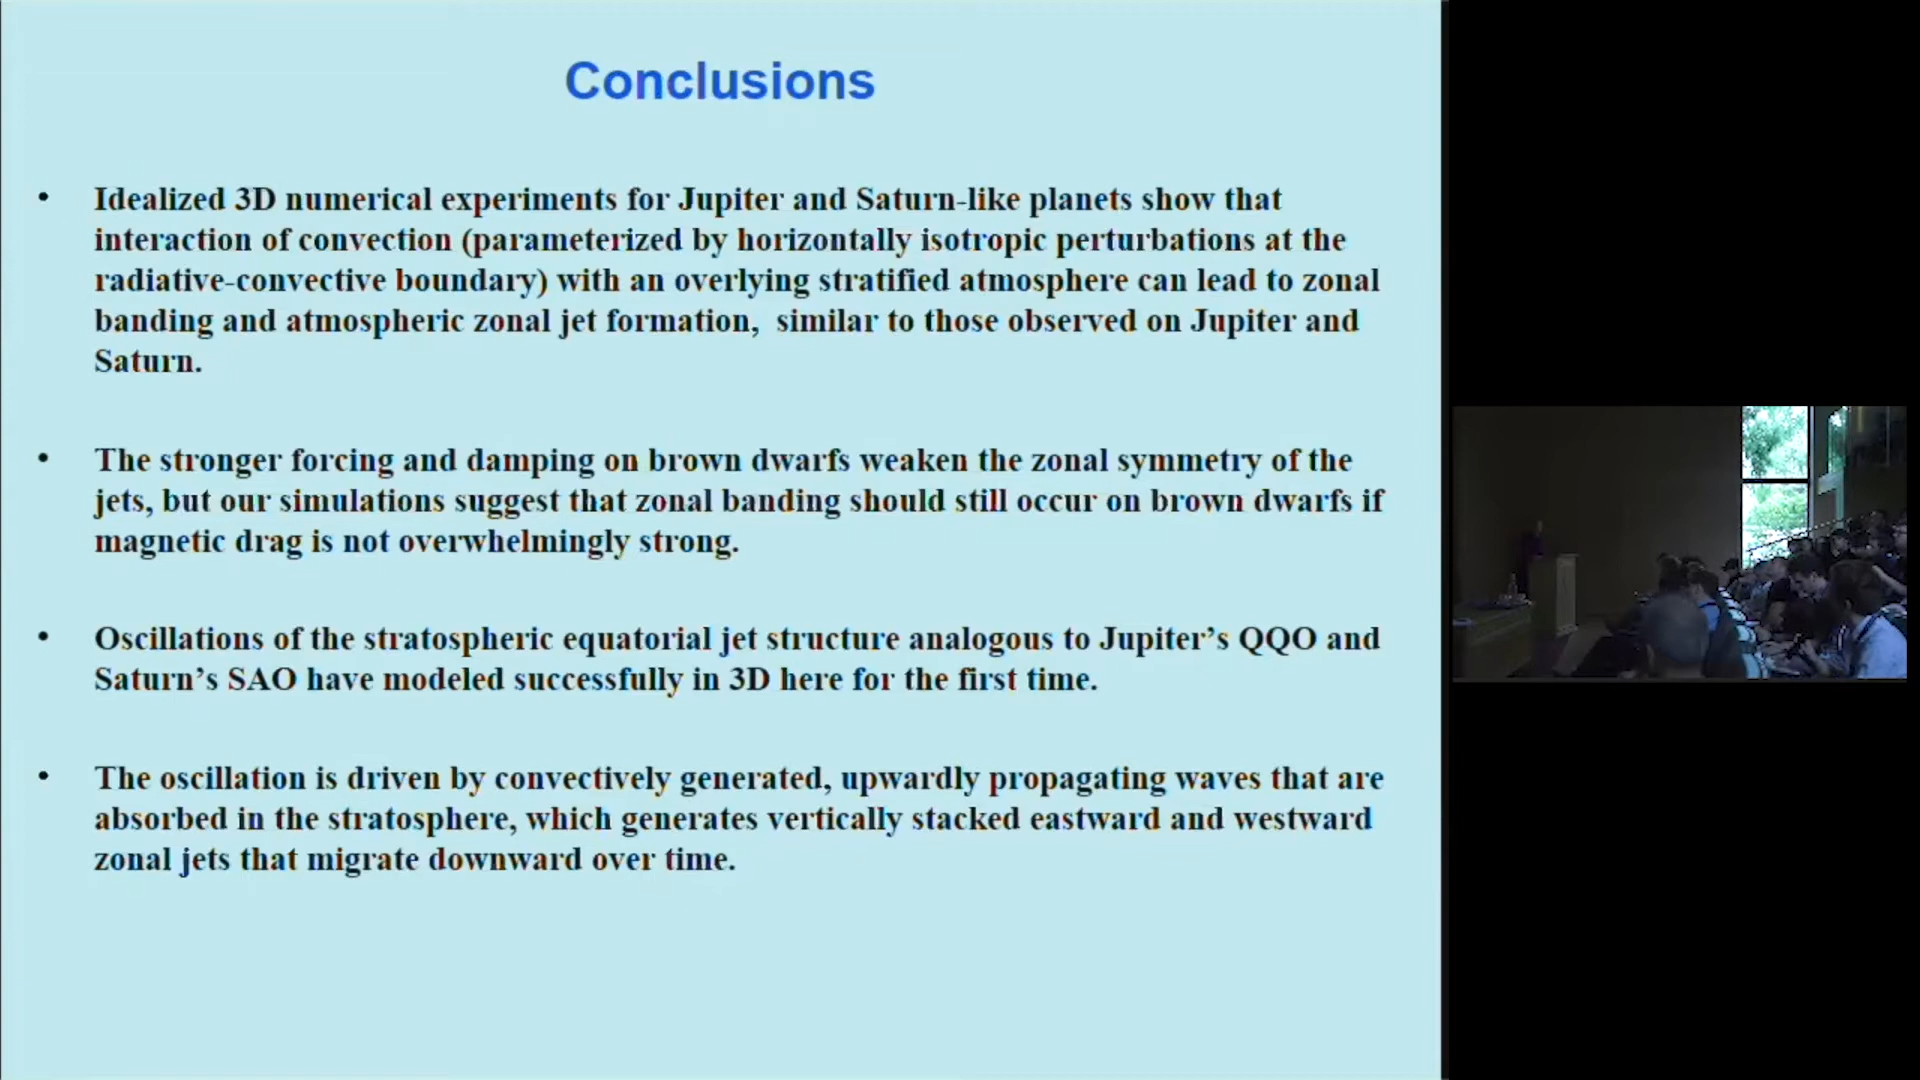 Conclusions
• Idealized 3D numerical experiments for Jupiter and Saturn-like planets show that
interaction of convection (parameterized by horizontally isotropic perturbations at the
radiative-convective boundary) with an overlying stratified atmosphere can lead to zonal
banding and atmospheric zonal jet formation,  similar to those observed on Jupiter and
Saturn.
• The stronger forcing and damping on brown dwarfs weaken the zonal symmetry of the
jets, but our simulations suggest that zonal banding should still occur on brown dwarfs if
magnetic drag is not overwhelmingly strong.
• Oscillations of the stratospheric equatorial jet structure analogous to Jupiter’s QQO and
Saturn’s SAO have modeled successfully in 3D here for the first time.
• The oscillation is driven by convectively generated, upwardly propagating waves that are
absorbed in the stratosphere, which generates vertically stacked eastward and westward
zonal jets that migrate downward over time.